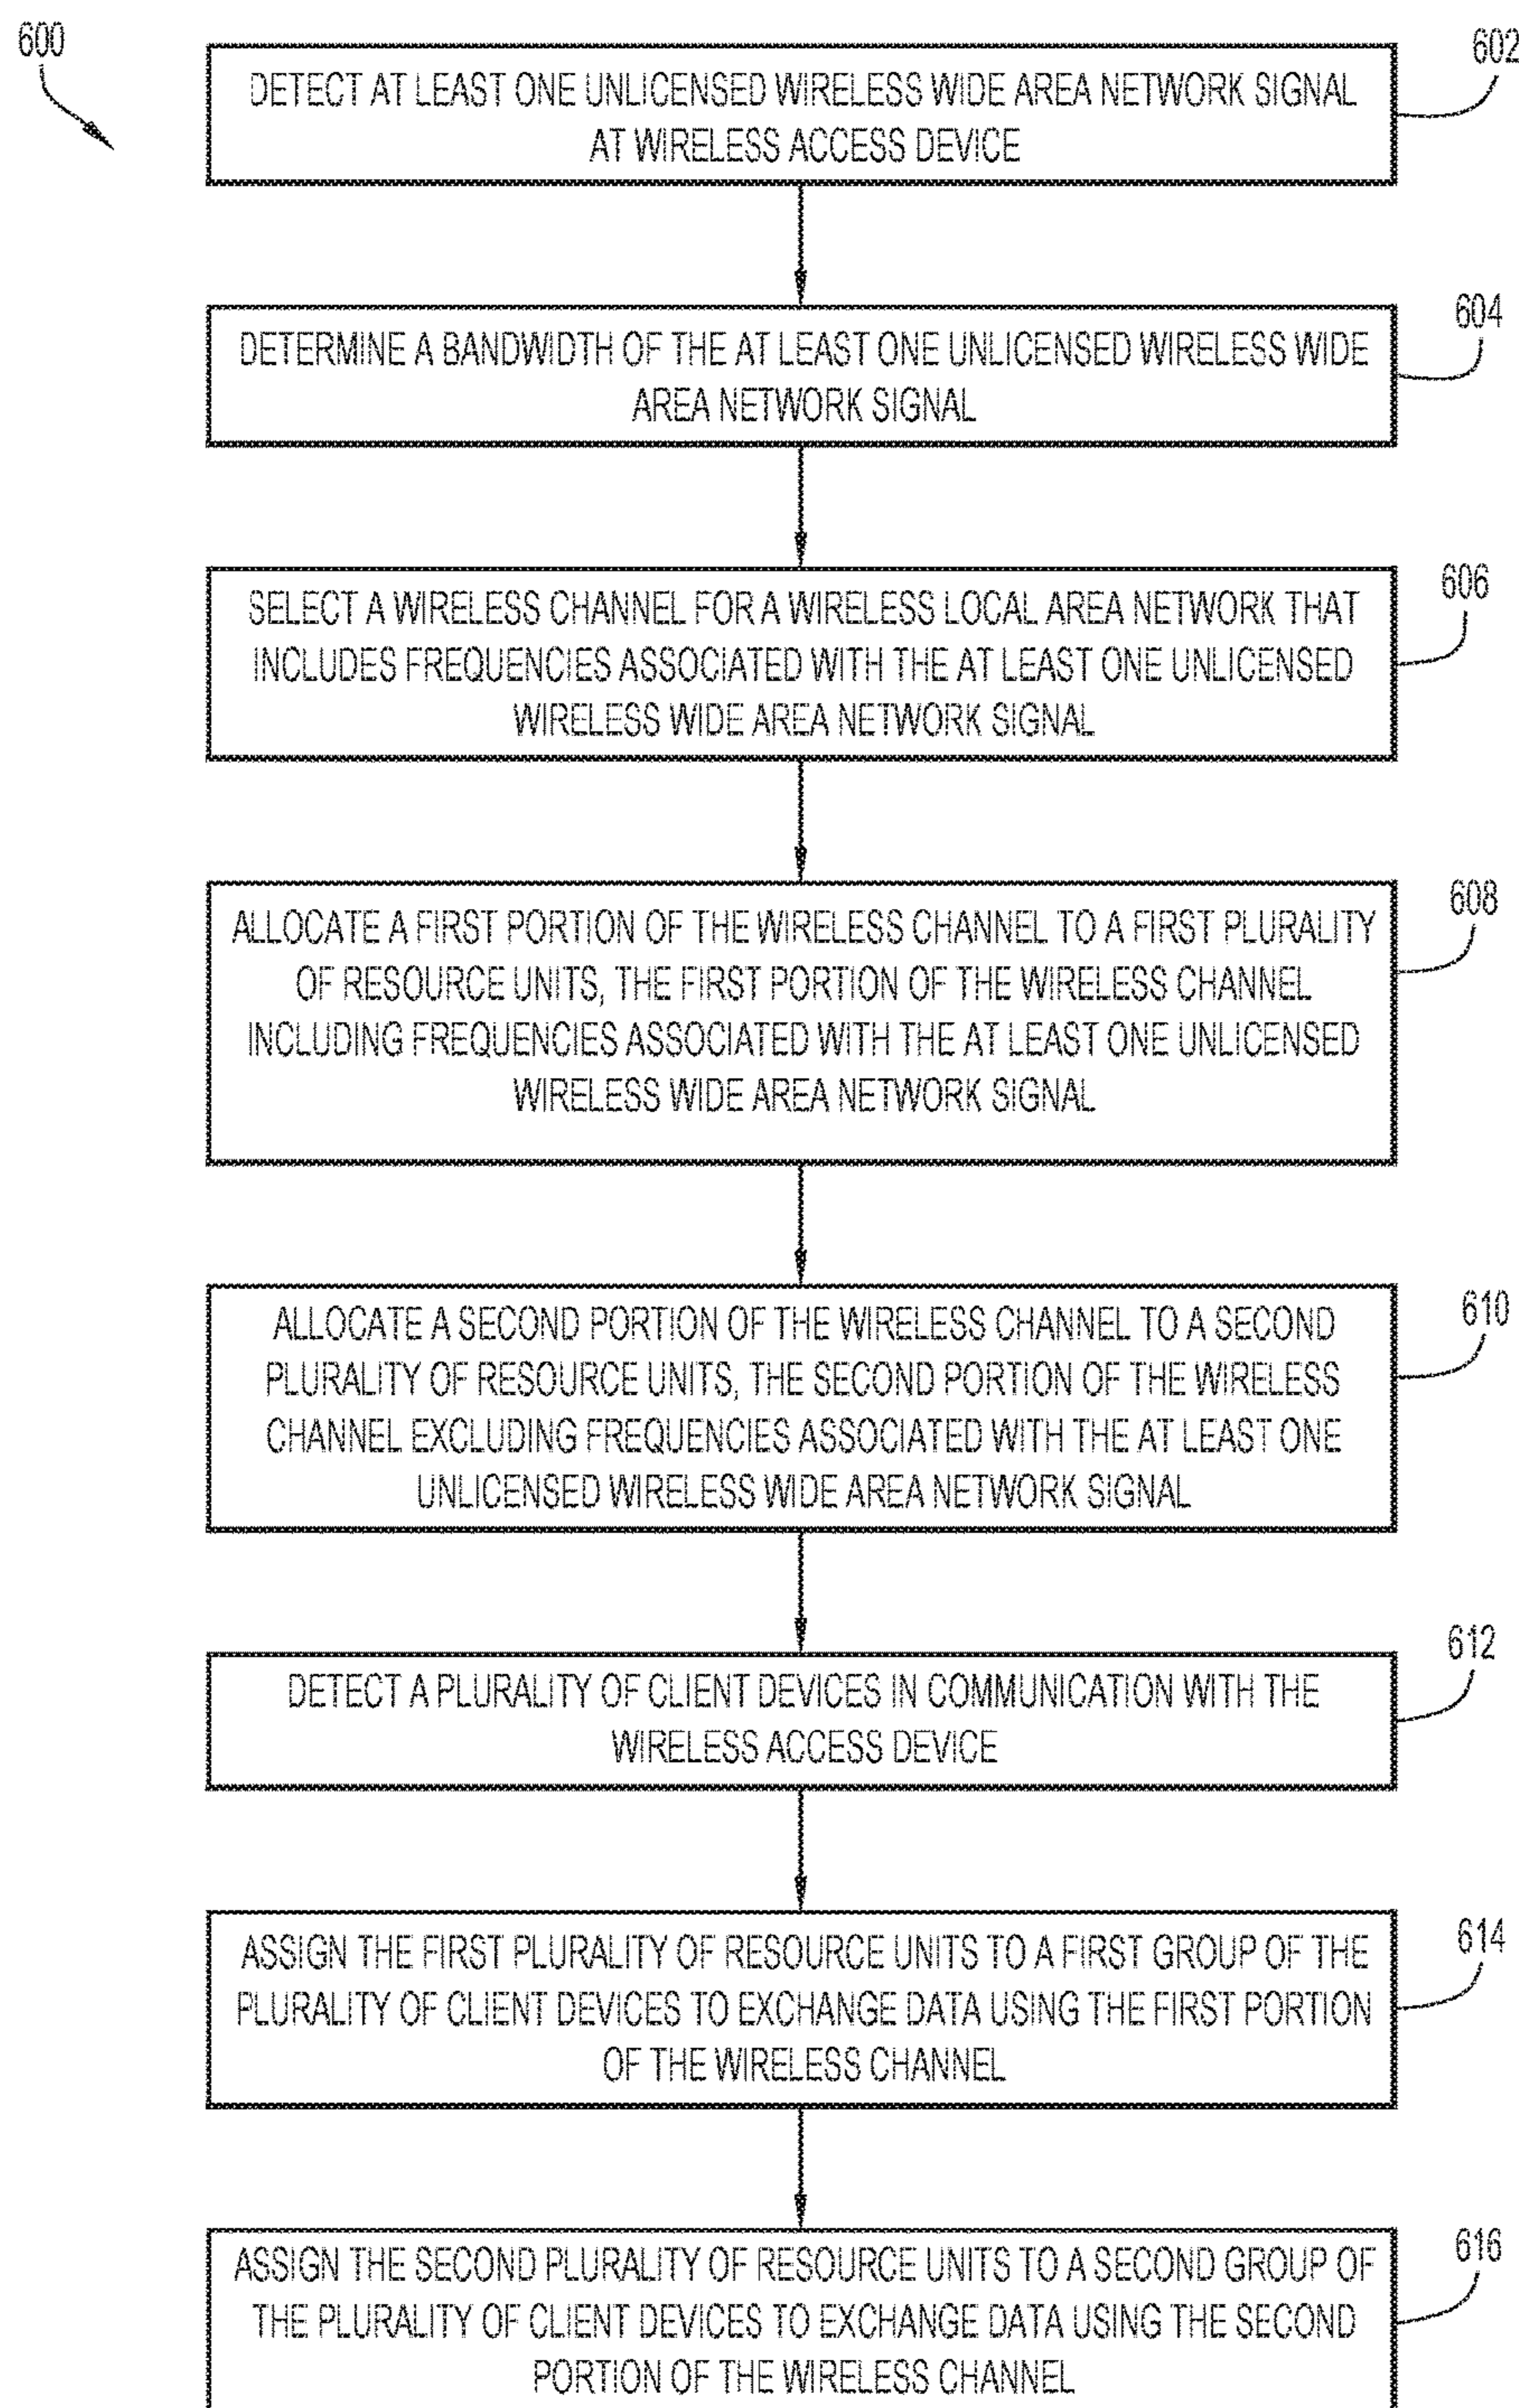 600
602
DETECT AT LEAST ONE UNLICENSED WIRELESS WIDE AREA NETWORK SIGNAL
AT WIRELESS ACCESS DEVICE
604
DETERMINE A BANDWIDTH OF THE AT LEAST ONE UNLICENSED WIRELESS WIDE
AREA NETWORK SIGNAL
606
SELECT A WIRELESS CHANNEL FOR A WIRELESS LOCAL AREA NETWORK THAT
INCLUDES FREQUENCIES ASSOCIATED WITH THE AT LEAST ONE UNLICENSED
WIRELESS WIDE AREA NETWORK SIGNAL
608
ALLOCATE A FIRST PORTION OF THE WIRELESS CHANNEL TO A FIRST PLURALITY
OF RESOURCE UNITS, THE FIRST PORTION OF THE WIRELESS CHANNEL
INCLUDING FREQUENCIES ASSOCIATED WITH THE AT LEAST ONE UNLICENSED
WIRELESS WIDE AREA NETWORK SIGNAL
610
ALLOCATE A SECOND PORTION OF THE WIRELESS CHANNEL TO A SECOND
PLURALITY OF RESOURCE UNITS, THE SECOND PORTION OF THE WIRELESS
CHANNEL EXCLUDING FREQUENCIES ASSOCIATED WITH THE AT LEAST ONE
UNLICENSED WIRELESS WIDE AREA NETWORK SIGNAL
612
DETECT A PLURALITY OF CLIENT DEVICES IN COMMUNICATION WITH THE
WIRELESS ACCESS DEVICE
614
ASSIGN THE FIRST PLURALITY OF RESOURCE UNITS TO A FIRST GROUP OF THE
PLURALITY OF CLIENT DEVICES TO EXCHANGE DATA USING THE FIRST PORTION
OF THE WIRELESS CHANNEL
616
ASSIGN THE SECOND PLURALITY OF RESOURCE UNITS TO A SECOND GROUP OF
THE PLURALITY OF CLIENT DEVICES TO EXCHANGE DATA USING THE SECOND
PORTION OF THE WIRELESS CHANNEL